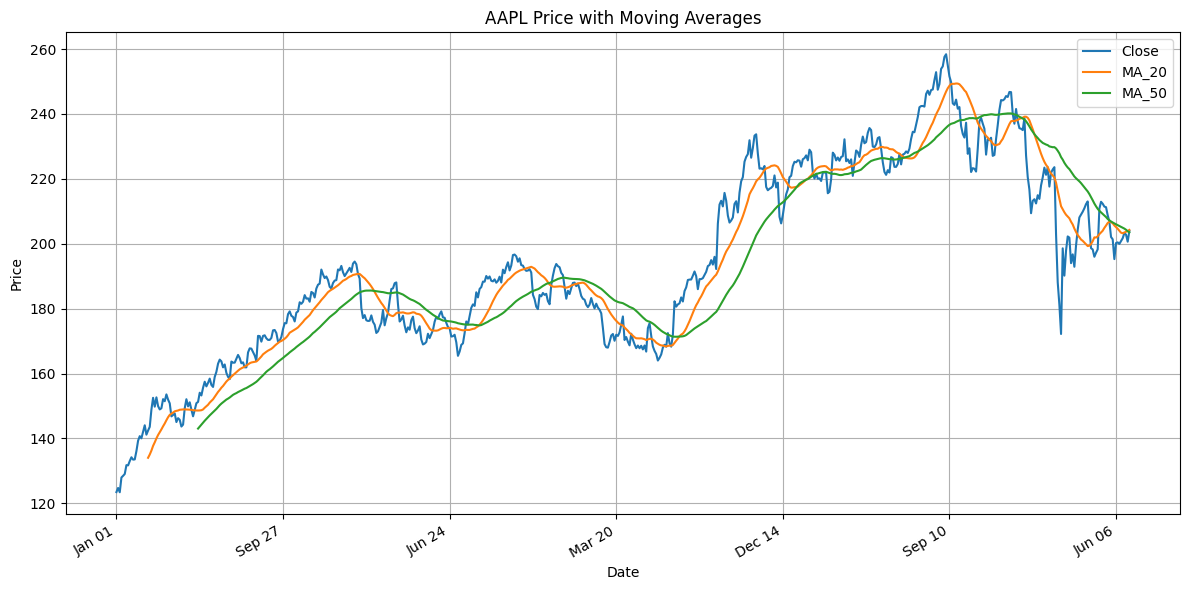 AAPL Price with Moving Averages
Close
MA_20
MA_50
260
240
220
200
180
160
140
120
Price
Jan 01
Sep 27
Jun 24
Mar 20
Dec 14
Sep 10
Jun 06
Date